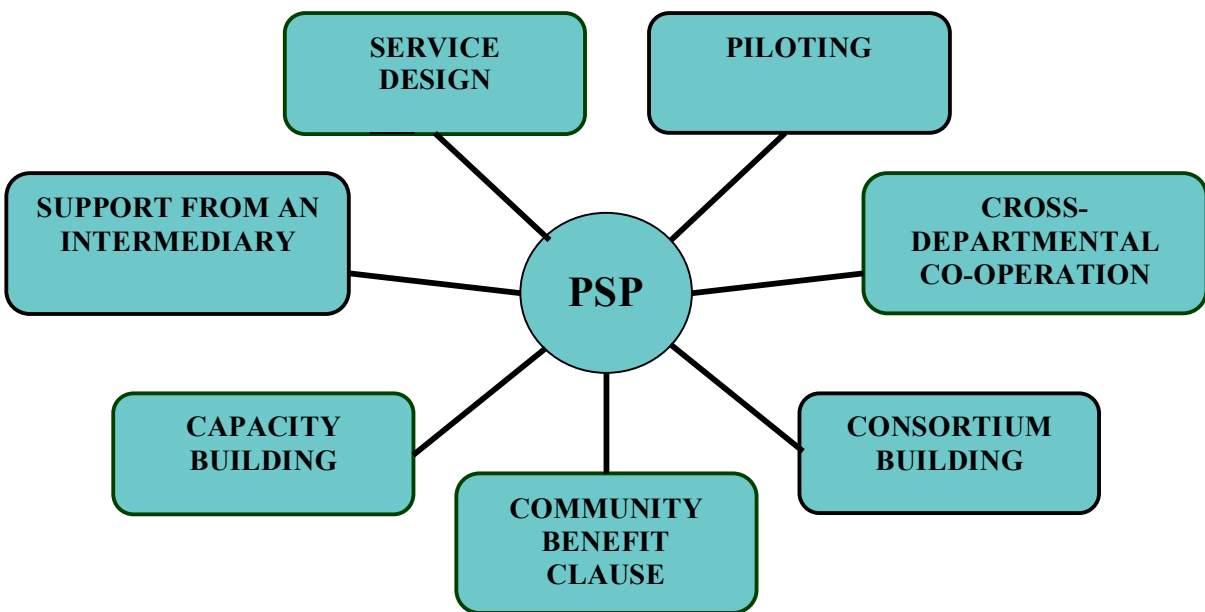 SERVICE
DESIGN
PILOTING
SUPPORT FROM AN
INTERMEDIARY
CROSS-
DEPARTMENTAL
CO-OPERATION
PSP
CAPACITY
BUILDING
CONSORTIUM
BUILDING
COMMUNITY
BENEFIT
CLAUSE